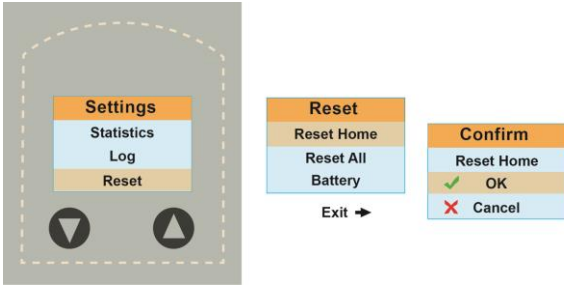 Settings
Statistics
Log
Reset
Reset
Reset Home
Reset All
Battery
Exit
Confirm
Reset Home
OK
Cancel